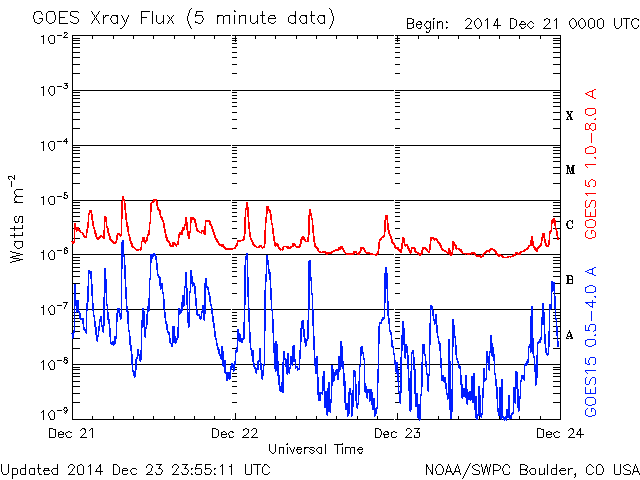 GOES Xray Flux (5 minute data)
Begin: 2014 Dec 21 0000 UTC
10⁻²
10⁻³
10⁻⁴
10⁻⁵
10⁻⁶
10⁻⁷
10⁻⁸
10⁻⁹
Watts m⁻²
X
M
C
B
A
GOES15 1.0-8.0 A
GOES15 0.5-4.0 A
Dec 21
Dec 22
Dec 23
Dec 24
Universal Time
Updated 2014 Dec 23 23:55:11 UTC
NOAA/SWPC Boulder, CO USA